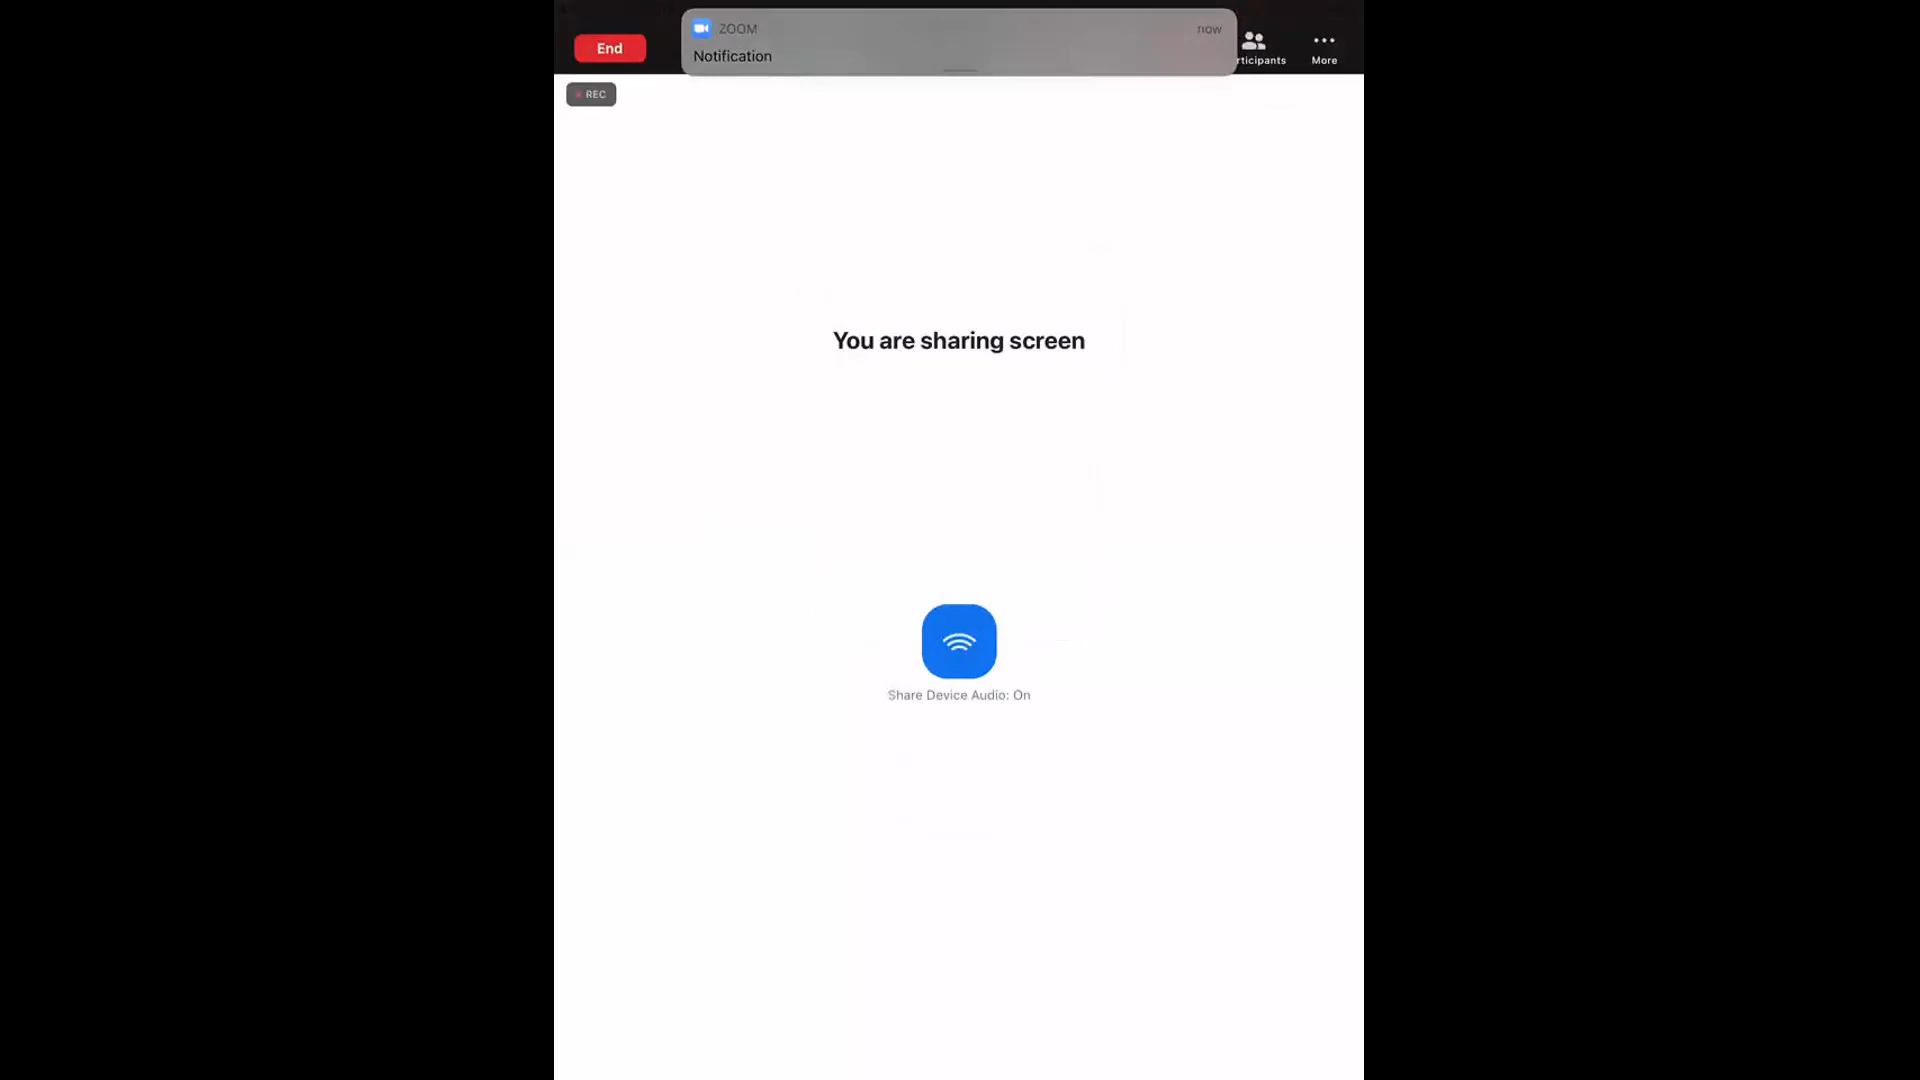 ZOOM
now
Notification
End
rticipants
More
REC
You are sharing screen
Share Device Audio: On